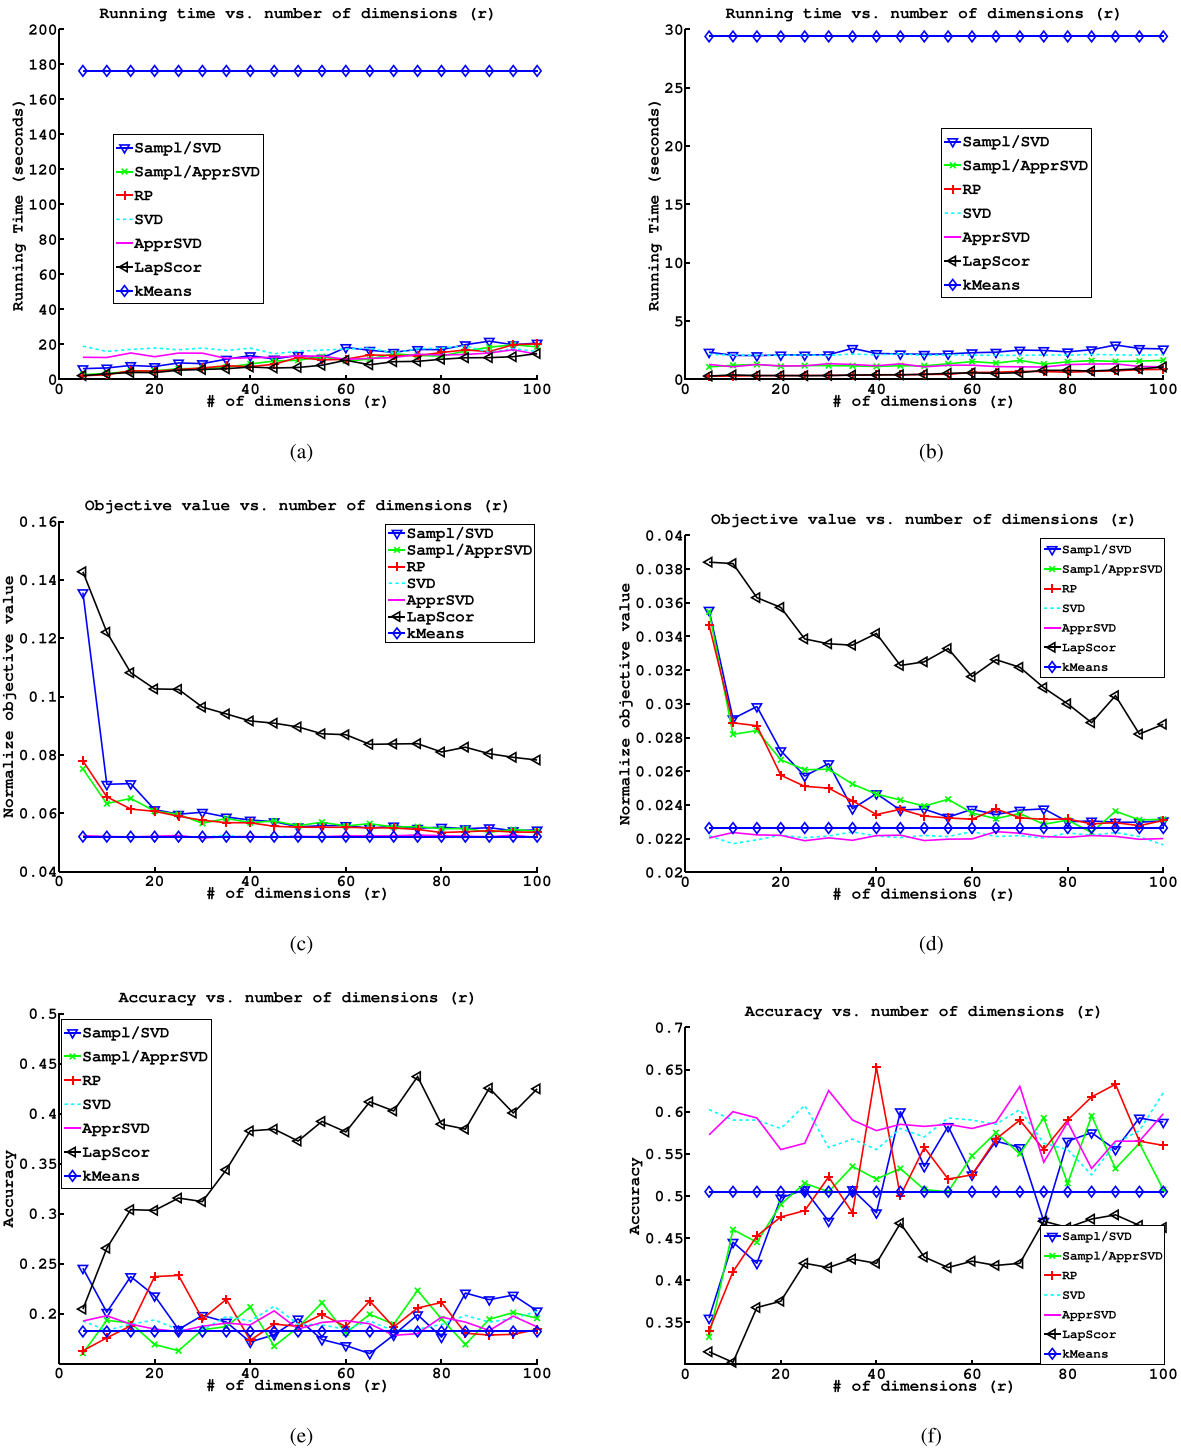 Running time vs. number of dimensions (r)
200
180
160
140
120
100
80
60
40
20
0
Running Time (seconds)
Sampl/SVD
Sampl/ApprSVD
RP
SVD
ApprSVD
LapScor
kMeans
0
20
40
60
80
100
# of dimensions (r)
(a)
Running time vs. number of dimensions (r)
30
25
20
15
10
5
0
Running Time (seconds)
Sampl/SVD
Sampl/ApprSVD
RP
SVD
ApprSVD
LapScor
kMeans
0
20
40
60
80
100
# of dimensions (r)
(b)
Objective value vs. number of dimensions (r)
0.16
0.14
0.12
0.1
0.08
0.06
0.04
Normalize objective value
Sampl/SVD
Sampl/ApprSVD
RP
SVD
ApprSVD
LapScor
kMeans
0
20
40
60
80
100
# of dimensions (r)
(c)
Objective value vs. number of dimensions (r)
0.04
0.038
0.036
0.034
0.032
0.03
0.028
0.026
0.024
0.022
0.02
Normalize objective value
Sampl/SVD
Sampl/ApprSVD
RP
SVD
ApprSVD
LapScor
kMeans
0
20
40
60
80
100
# of dimensions (r)
(d)
Accuracy vs. number of dimensions (r)
0.5
0.45
0.4
0.35
0.3
0.25
0.2
Accuracy
Sampl/SVD
Sampl/ApprSVD
RP
SVD
ApprSVD
LapScor
kMeans
0
20
40
60
80
100
# of dimensions (r)
(e)
Accuracy vs. number of dimensions (r)
0.7
0.65
0.6
0.55
0.5
0.45
0.4
0.35
Accuracy
Sampl/SVD
Sampl/ApprSVD
RP
SVD
ApprSVD
LapScor
kMeans
0
20
40
60
80
100
# of dimensions (r)
(f)